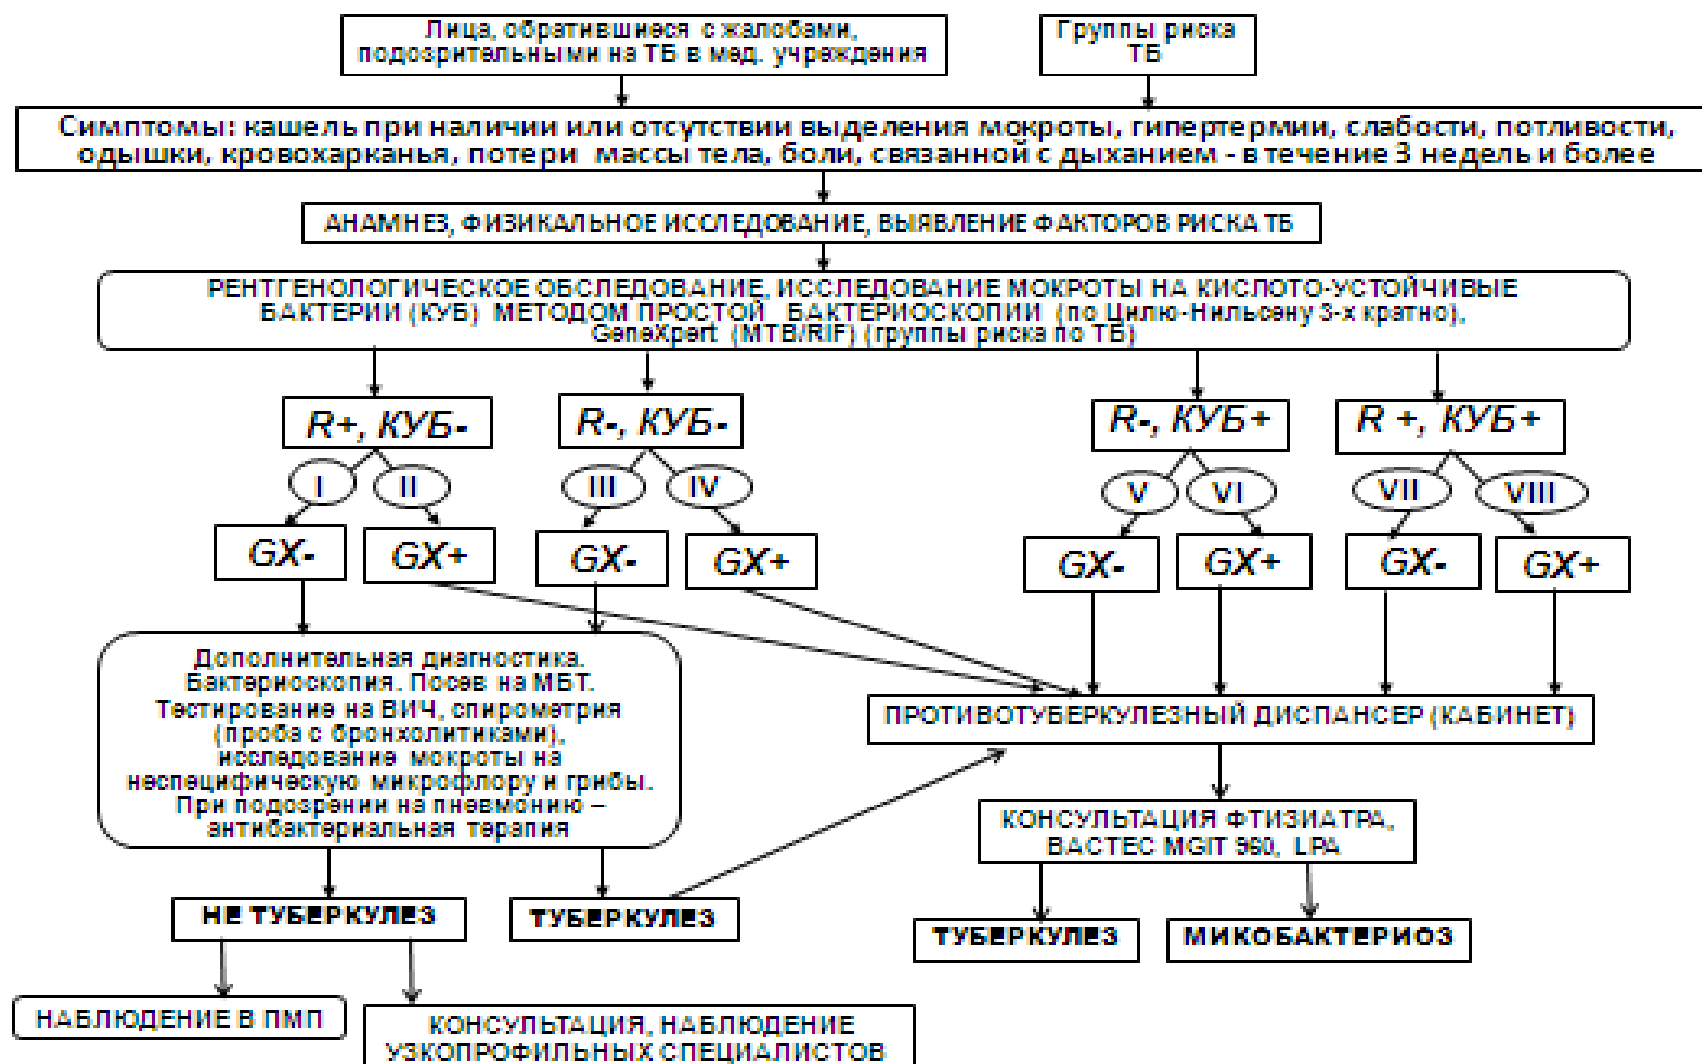 Лица, обратившиеся с жалобами,
подозрительными на ТБ в мед. учреждения
Группы риска
ТБ
Симптомы: кашель при наличии или отсутствии выделения мокроты, гипертермии, слабости, потливости,
одышки, кровохарканья, потери массы тела, боли, связанной с дыханием - в течение 3 недель и более
АНАМНЕЗ, ФИЗИКАЛЬНОЕ ИССЛЕДОВАНИЕ, ВЫЯВЛЕНИЕ ФАКТОРОВ РИСКА ТБ
РЕНТГЕНОЛОГИЧЕСКОЕ ОБСЛЕДОВАНИЕ, ИССЛЕДОВАНИЕ МОКРОТЫ НА КИСЛОТО-УСТОЙЧИВЫЕ
БАКТЕРИИ (КУБ) МЕТОДОМ ПРОСТОЙ БАКТЕРИОСКОПИИ (по Цилю-Нильсену 3-х кратно),
GeneXpert (MTB/RIF) (группы риска по ТБ)
R+, КУБ-
R-, КУБ-
R-, КУБ+
R +, КУБ+
I
II
III
IV
V
VI
VII
VIII
GX-
GX+
GX-
GX+
GX-
GX+
GX-
GX+
Дополнительная диагностика.
Бактериоскопия. Посев на МБТ.
Тестирование на ВИЧ, спирометрия
(проба с бронхолитиками),
исследование мокроты на
неспецифическую микрофлору и грибы.
При подозрении на пневмонию –
антибактериальная терапия
ПРОТИВОТУБЕРКУЛЕЗНЫЙ ДИСПАНСЕР (КАБИНЕТ)
КОНСУЛЬТАЦИЯ ФТИЗИАТРА,
BACTEC MGIT 960, LPA
НЕ ТУБЕРКУЛЕЗ
ТУБЕРКУЛЕЗ
ТУБЕРКУЛЕЗ
МИКОБАКТЕРИОЗ
НАБЛЮДЕНИЕ В ПМП
КОНСУЛЬТАЦИЯ, НАБЛЮДЕНИЕ
УЗКОПРОФИЛЬНЫХ СПЕЦИАЛИСТОВ